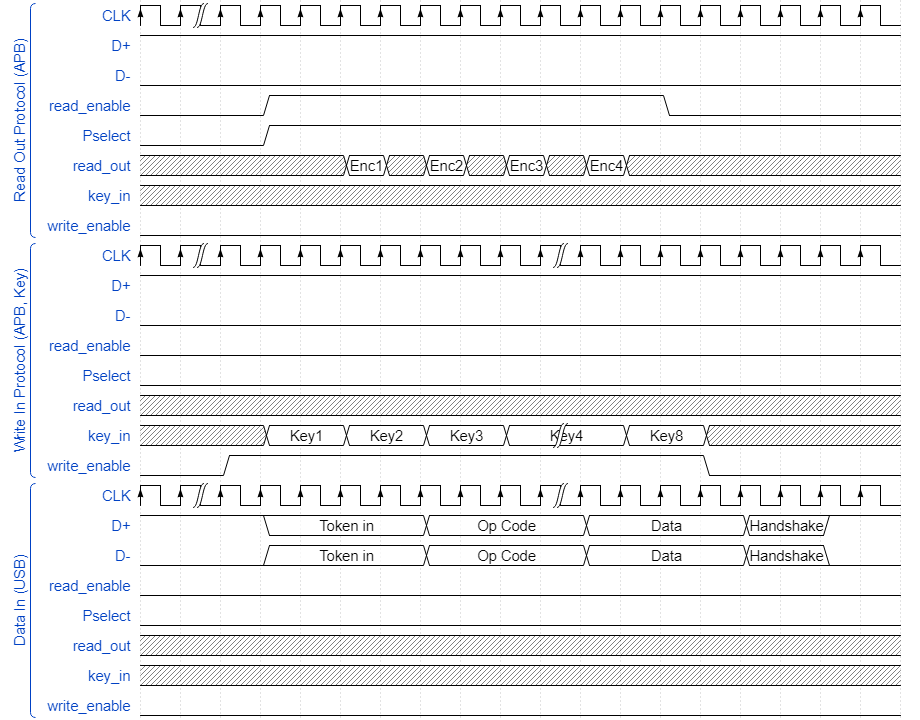 Read Out Protocol (APB)
CLK
D+
D-
read_enable
Pselect
read_out Enc1 Enc2 Enc3 Enc4
key_in
write_enable
Write In Protocol (APB, Key)
CLK
D+
D-
read_enable
Pselect
read_out
key_in Key1 Key2 Key3 Key4 Key8
write_enable
Data In (USB)
CLK
D+ Token in Op Code Data Handshake
D- Token in Op Code Data Handshake
read_enable
Pselect
read_out
key_in
write_enable